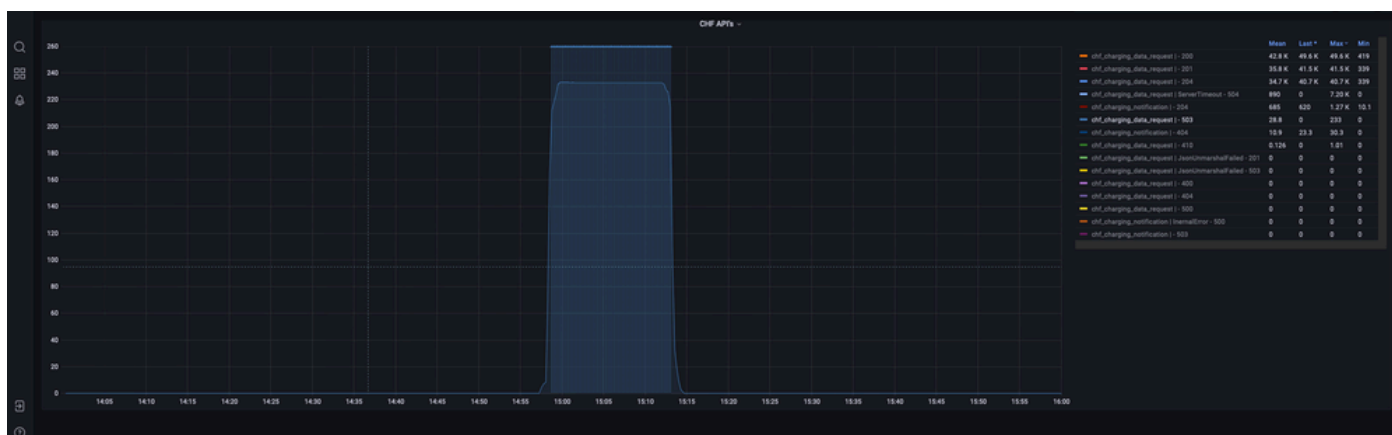 CHF API's
260
240
220
200
180
160
140
120
100
80
60
40
20
0
14:05 14:10 14:15 14:20 14:25 14:30 14:35 14:40 14:45 14:50 14:55 15:00 15:05 15:10 15:15 15:20 15:25 15:30 15:35 15:40 15:45 15:50 15:55 16:00
Mean Last * Max Min
chf_charging_data_request | - 200 42.8 K 49.6 K 49.6 K 419
chf_charging_data_request | - 201 35.8 K 41.5 K 41.5 K 339
chf_charging_data_request | - 204 34.7 K 40.7 K 40.7 K 339
chf_charging_data_request | ServerTimeout - 504 890 0 7.20 K 0
chf_charging_notification | - 204 685 620 1.27 K 10.1
chf_charging_data_request | - 503 28.8 0 233 0
chf_charging_notification | - 404 10.9 23.3 30.3 0
chf_charging_data_request | - 410 0.126 0 1.01 0
chf_charging_data_request | JsonUnmarshalFailed - 201 0 0 0 0
chf_charging_data_request | JsonUnmarshalFailed - 503 0 0 0 0
chf_charging_data_request | - 400 0 0 0 0
chf_charging_data_request | - 404 0 0 0 0
chf_charging_data_request | - 500 0 0 0 0
chf_charging_notification | InernalError - 500 0 0 0 0
chf_charging_notification | - 503 0 0 0 0